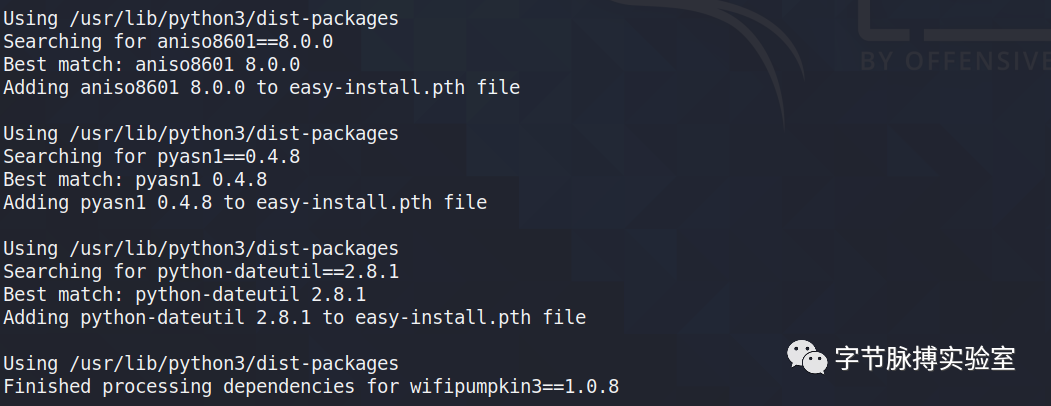 Using /usr/lib/python3/dist-packages
Searching for aniso8601==8.0.0
Best match: aniso8601 8.0.0
Adding aniso8601 8.0.0 to easy-install.pth file
Using /usr/lib/python3/dist-packages
Searching for pyasn1==0.4.8
Best match: pyasn1 0.4.8
Adding pyasn1 0.4.8 to easy-install.pth file
Using /usr/lib/python3/dist-packages
Searching for python-dateutil==2.8.1
Best match: python-dateutil 2.8.1
Adding python-dateutil 2.8.1 to easy-install.pth file
Using /usr/lib/python3/dist-packages
Finished processing dependencies for wifipumpkin3==1.0.8
BY OFFENSIVE
字节脉搏实验室